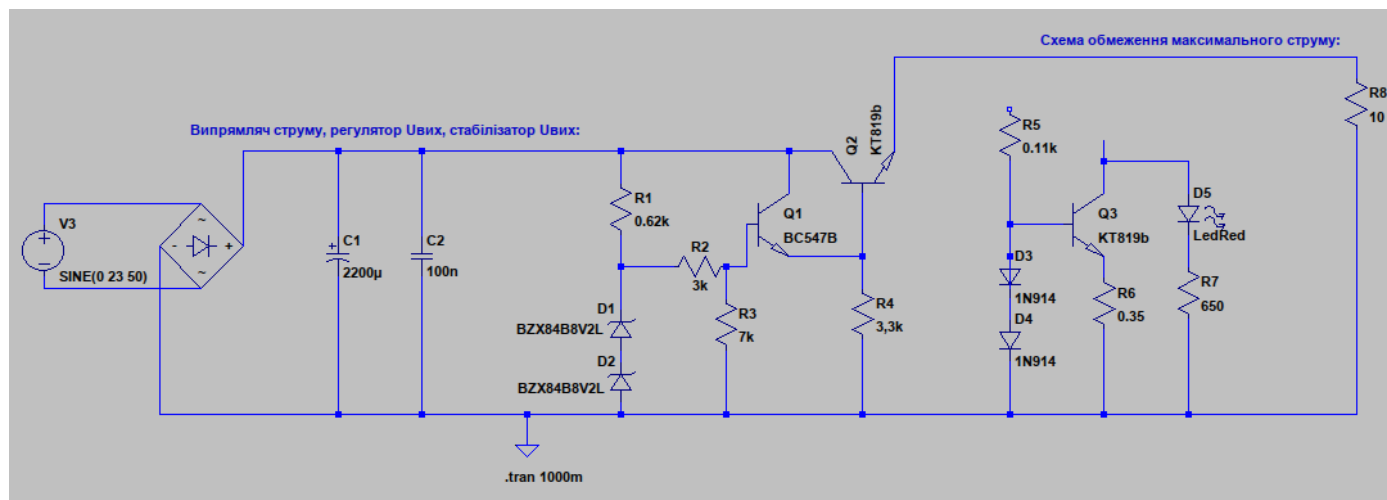 Схема обмеження максимального струму:
Випрямляч струму, регулятор Uвих, стабілізатор Uвих:
V3
SINE(0 23 50)
~
-
+
~
C1
2200µ
C2
100n
R1
0.62k
R2
3k
R3
7k
D1
BZX84B8V2L
D2
BZX84B8V2L
Q1
BC547B
Q2
KT819b
R4
3,3k
R5
0.11k
D3
1N914
D4
1N914
Q3
KT819b
R6
0.35
D5
LedRed
R7
650
R8
10
.tran 1000m